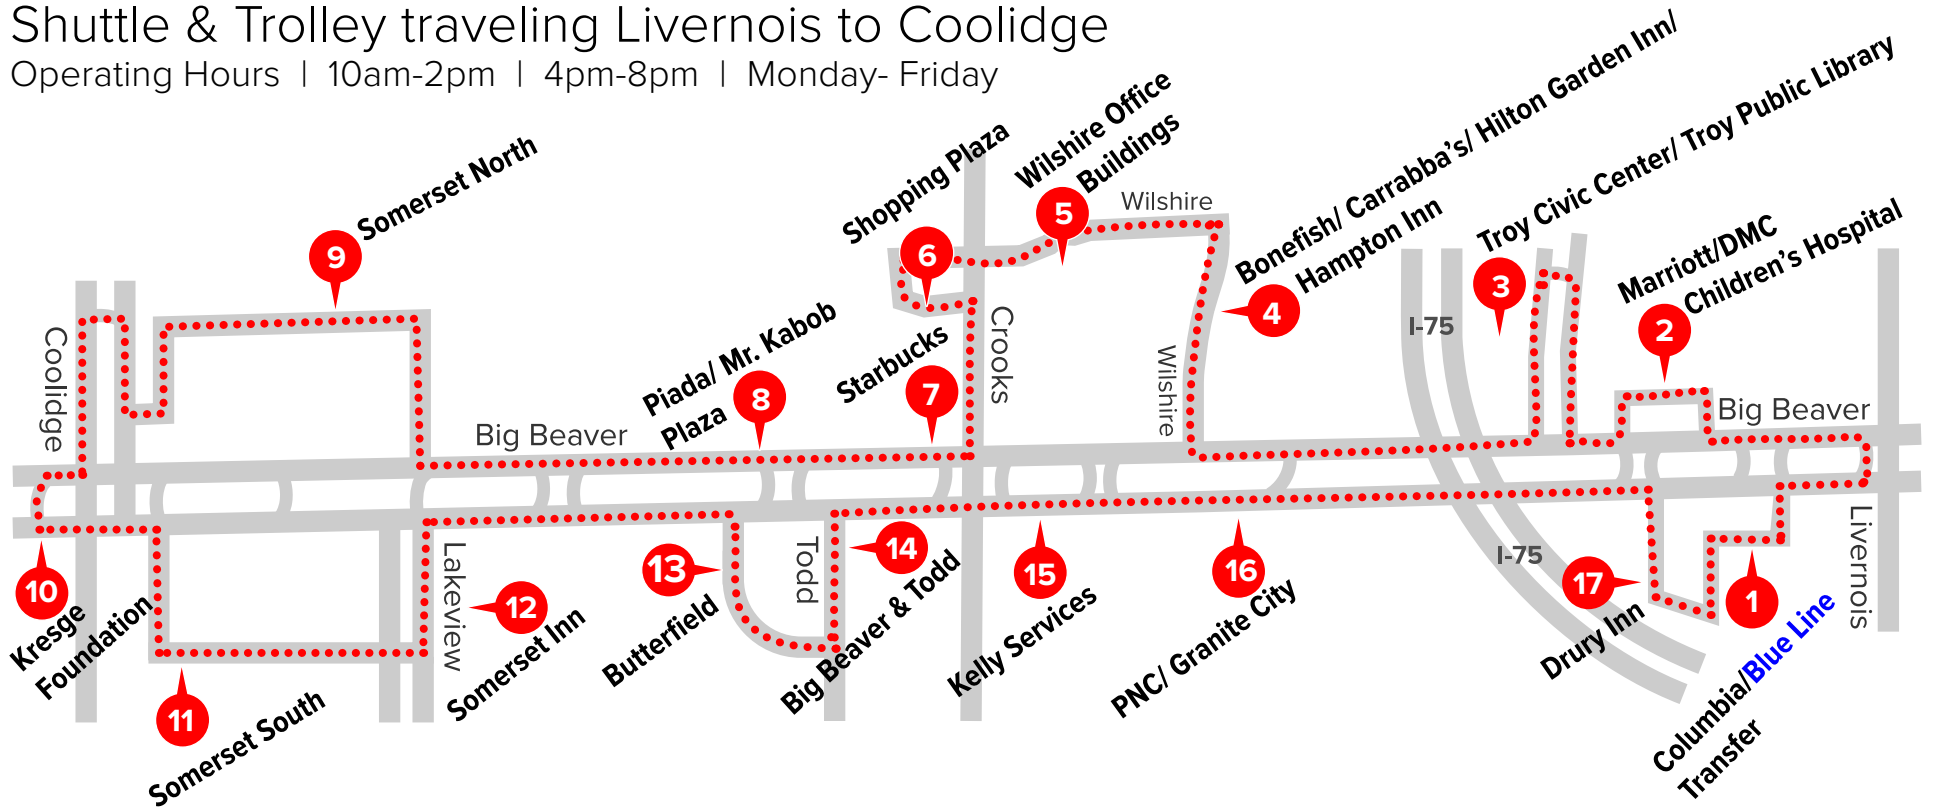 Shuttle & Trolley traveling Livernois to Coolidge
Operating Hours | 10am-2pm | 4pm-8pm | Monday- Friday
9
Somerset North
6
Shopping Plaza
5
Wilshire Office
Buildings
Wilshire
4
Bonefish/ Carrabba's/ Hilton Garden Inn/
Hampton Inn
3
Troy Civic Center/ Troy Public Library
2
Marriott/DMC
Children's Hospital
Coolidge
Big Beaver
8
Piada/ Mr. Kabob
Plaza
7
Starbucks
Crooks
Wilshire
I-75
Big Beaver
10
Kresge
Foundation
11
Somerset South
Lakeview
12
Somerset Inn
13
Butterfield
Todd
14
Big Beaver & Todd
15
Kelly Services
16
PNC/ Granite City
I-75
17
Drury Inn
1
Columbia/Blue Line
Transfer
Livernois